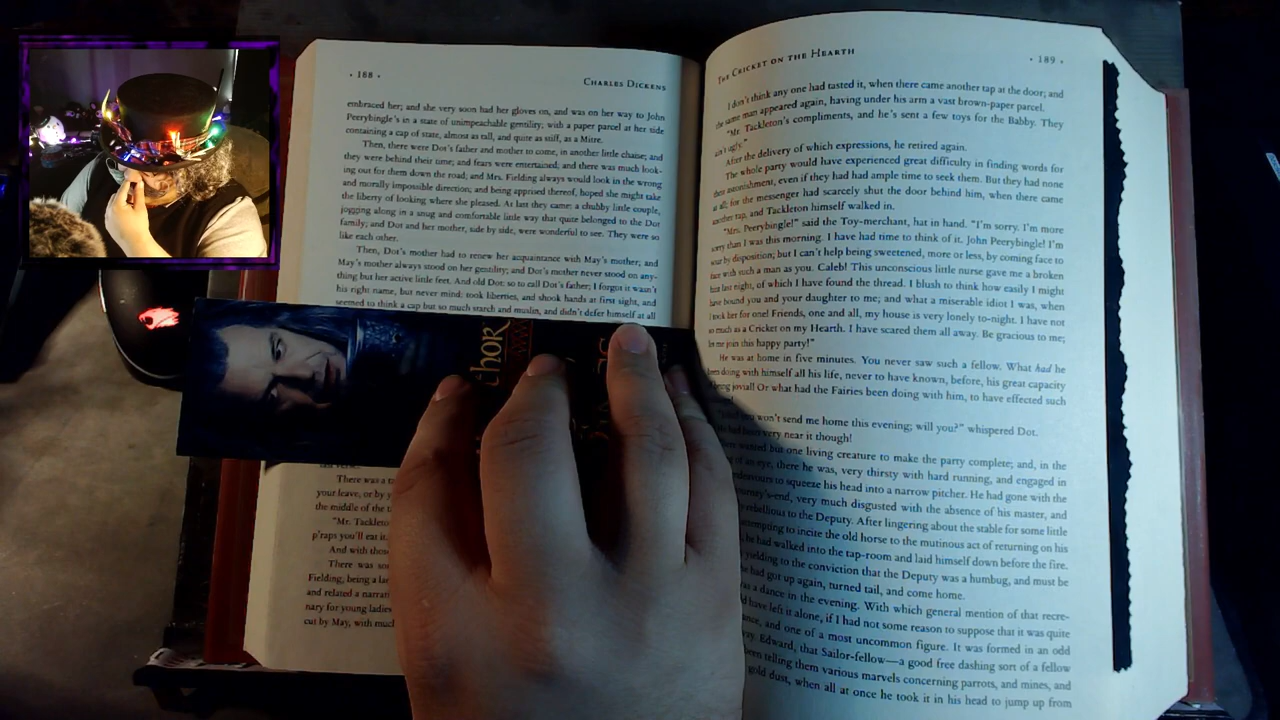 • 188 •
CHARLES DICKENS
embraced her; and she very soon had her gloves on, and was on her way to John
Peerybingle's in a state of unimpeachable gentility; with a paper parcel at her side
containing a cap of state, almost as tall, and quite as stiff, as a Mitre.
Then, there were Dot's father and mother to come, in another little chaise; and
they were behind their time; and fears were entertained; and there was much look-
ing out for them down the road; and Mrs. Fielding always would look in the wrong
and morally impossible direction; and being apprised thereof, hoped she might take
the liberty of looking where she pleased. At last they came: a chubby little couple,
jogging along in a snug and comfortable little way that quite belonged to the Dot
family; and Dot and her mother, side by side, were wonderful to see. They were so
like each other.
Then, Dot's mother had to renew her acquaintance with May's mother; and
May's mother always stood on her gentility; and Dot's mother never stood on any-
thing but her active little feet. And old Dot: so to call Dot's father; I forgot it wasn't
his right name, but never mind: took liberties, and shook hands at first sight, and
seemed to think a cap but so much starch and muslin, and didn't defer himself at all
thor
There was a
your leave, or by y
the middle of the
"Mr. Tackleton
p'raps you'll eat it.
And with those
There was
Fielding, being a
and related a narrati
nary for young ladies
cut by May, with much
THE CRICKET ON THE HEARTH
• 189 •
I don't think any one had tasted it, when there came another tap at the door; and
the same man appeared again, having under his arm a vast brown-paper parcel.
"Mr. Tackleton's compliments, and he's sent a few toys for the Babby. They
ain't ugly."
After the delivery of which expressions, he retired again.
The whole party would have experienced great difficulty in finding words for
their astonishment, even if they had had ample time to seek them. But they had none
at all; for the messenger had scarcely shut the door behind him, when there came
another tap, and Tackleton himself walked in.
"Mrs. Peerybingle!" said the Toy-merchant, hat in hand. "I'm sorry. I'm more
sorry than I was this morning. I have had time to think of it. John Peerybingle! I'm
sour by disposition; but I can't help being sweetened, more or less, by coming face to
face with such a man as you. Caleb! This unconscious little nurse gave me a broken
hint last night, of which I have found the thread. I blush to think how easily I might
have bound you and your daughter to me; and what a miserable idiot I was, when
I took her for one! Friends, one and all, my house is very lonely to-night. I have not
so much as a Cricket on my Hearth. I have scared them all away. Be gracious to me;
let me join this happy party!"
He was at home in five minutes. You never saw such a fellow. What had he
been doing with himself all his life, never to have known, before, his great capacity
being jovial! Or what had the Fairies been doing with him, to have effected such
won't send me home this evening; will you?" whispered Dot.
very near it though!
but one living creature to make the party complete; and, in the
of an eye, there he was, very thirsty with hard running, and engaged in
to squeeze his head into a narrow pitcher. He had gone with the
end, very much disgusted with the absence of his master, and
rebellious to the Deputy. After lingering about the stable for some little
attempting to incite the old horse to the mutinous act of returning on his
he had walked into the tap-room and laid himself down before the fire.
yielding to the conviction that the Deputy was a humbug, and must be
had got up again, turned tail, and come home.
was a dance in the evening. With which general mention of that recre-
have left it alone, if I had not some reason to suppose that it was quite
and one of a most uncommon figure. It was formed in an odd
Edward, that Sailor-fellow—a good free dashing sort of a fellow
been telling them various marvels concerning parrots, and mines, and
gold dust, when all at once he took it in his head to jump up from